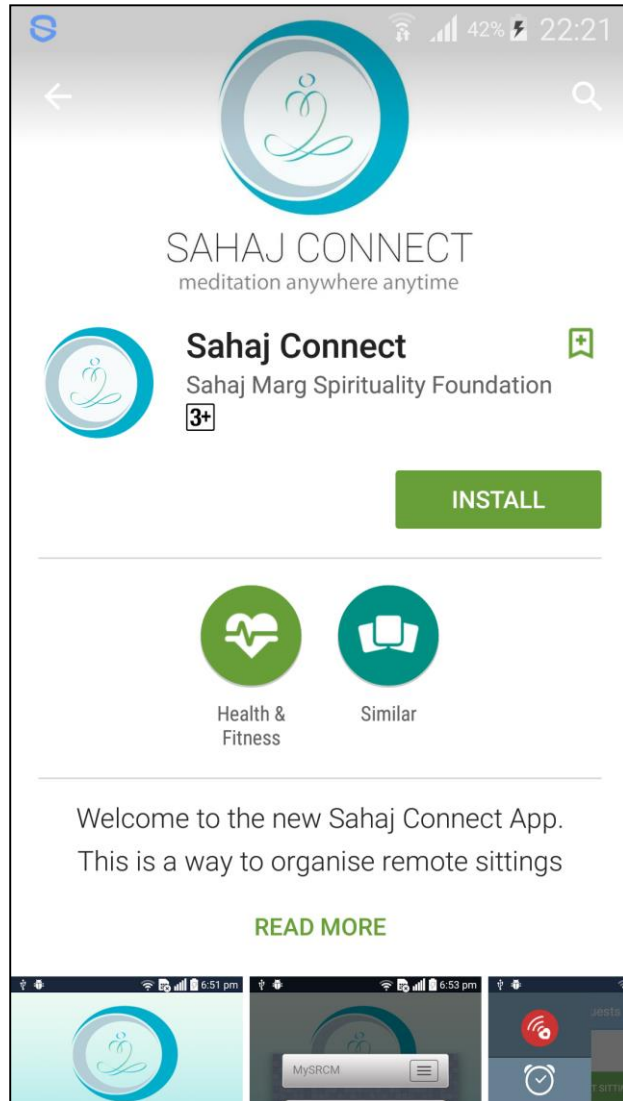 42% 22:21
SAHAJ CONNECT
meditation anywhere anytime
Sahaj Connect
Sahaj Marg Spirituality Foundation
3+
INSTALL
Health &
Fitness
Similar
Welcome to the new Sahaj Connect App.
This is a way to organise remote sittings
READ MORE
6:51 pm
6:53 pm
MySRCM